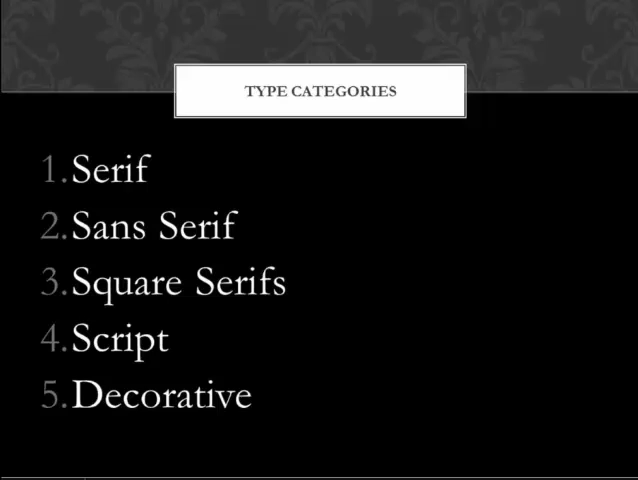 TYPE CATEGORIES
1. Serif
2. Sans Serif
3. Square Serifs
4. Script
5. Decorative